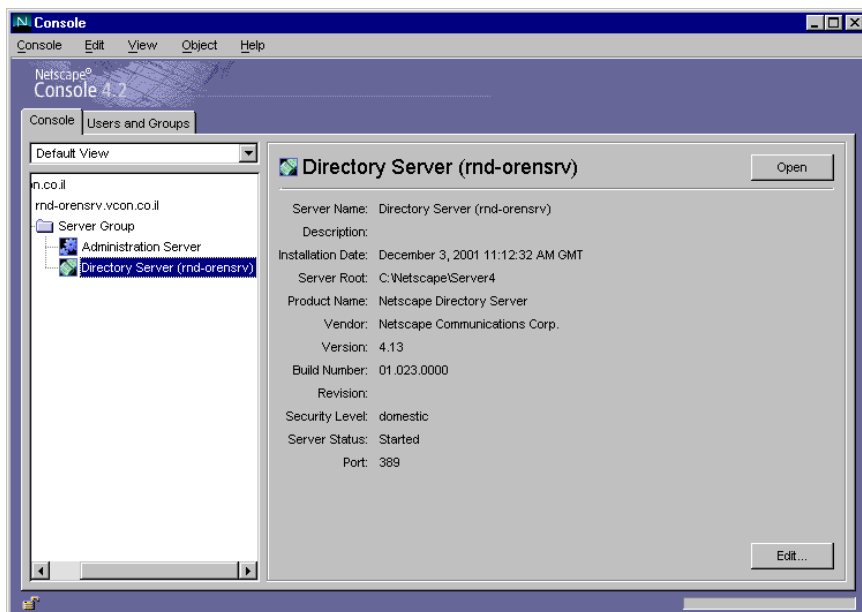 Console
Console Edit View Object Help
Netscape®
Console 4.2
Console Users and Groups
Default View
n.co.il
rnd-orensrv.vcon.co.il
Server Group
Administration Server
Directory Server (rnd-orensrv)
Directory Server (rnd-orensrv) Open
Server Name: Directory Server (rnd-orensrv)
Description:
Installation Date: December 3, 2001 11:12:32 AM GMT
Server Root: C:\Netscape\Server4
Product Name: Netscape Directory Server
Vendor: Netscape Communications Corp.
Version: 4.13
Build Number: 01.023.0000
Revision:
Security Level: domestic
Server Status: Started
Port: 389
Edit...